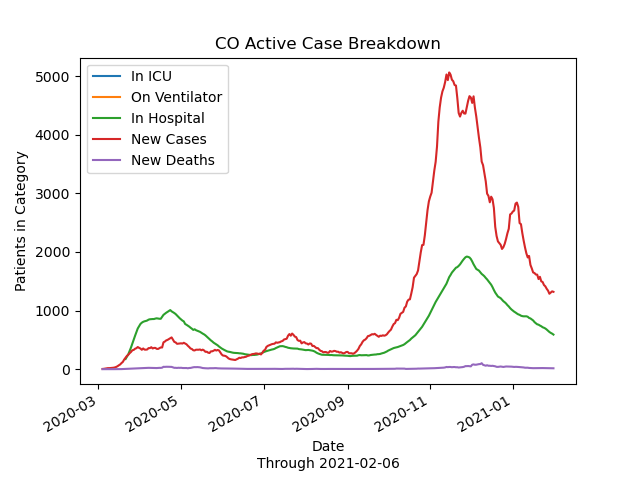 CO Active Case Breakdown
In ICU
On Ventilator
In Hospital
New Cases
New Deaths
Patients in Category
5000
4000
3000
2000
1000
0
2020-03
2020-05
2020-07
2020-09
2020-11
2021-01
Date
Through 2021-02-06